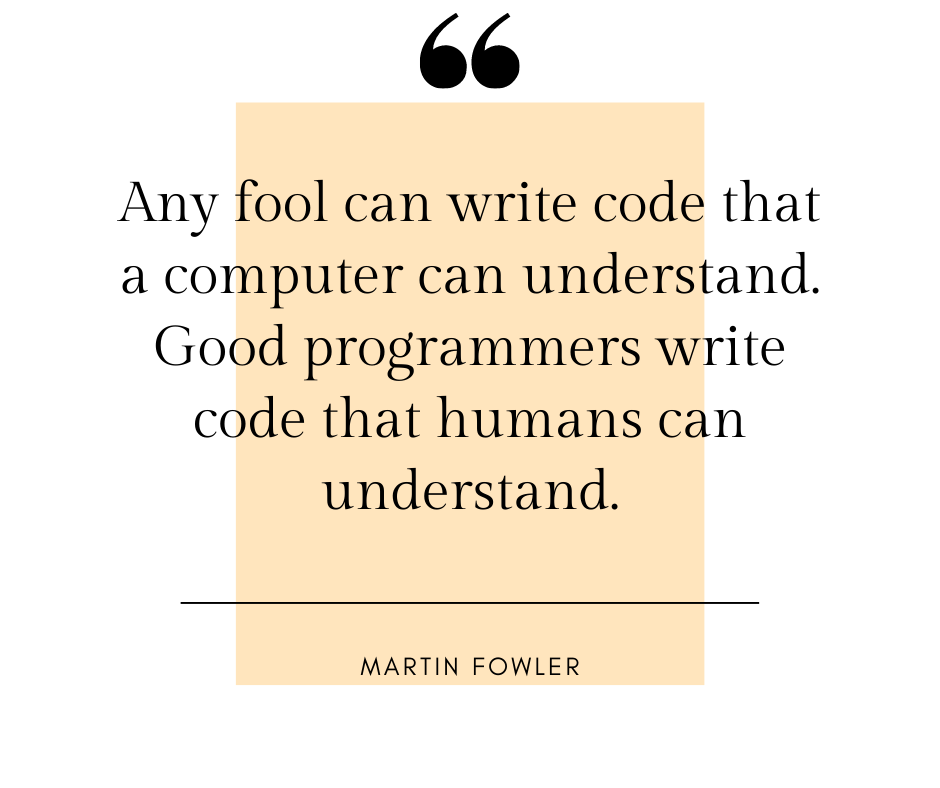 “
Any fool can write code that
a computer can understand.
Good programmers write
code that humans can
understand.
MARTIN FOWLER